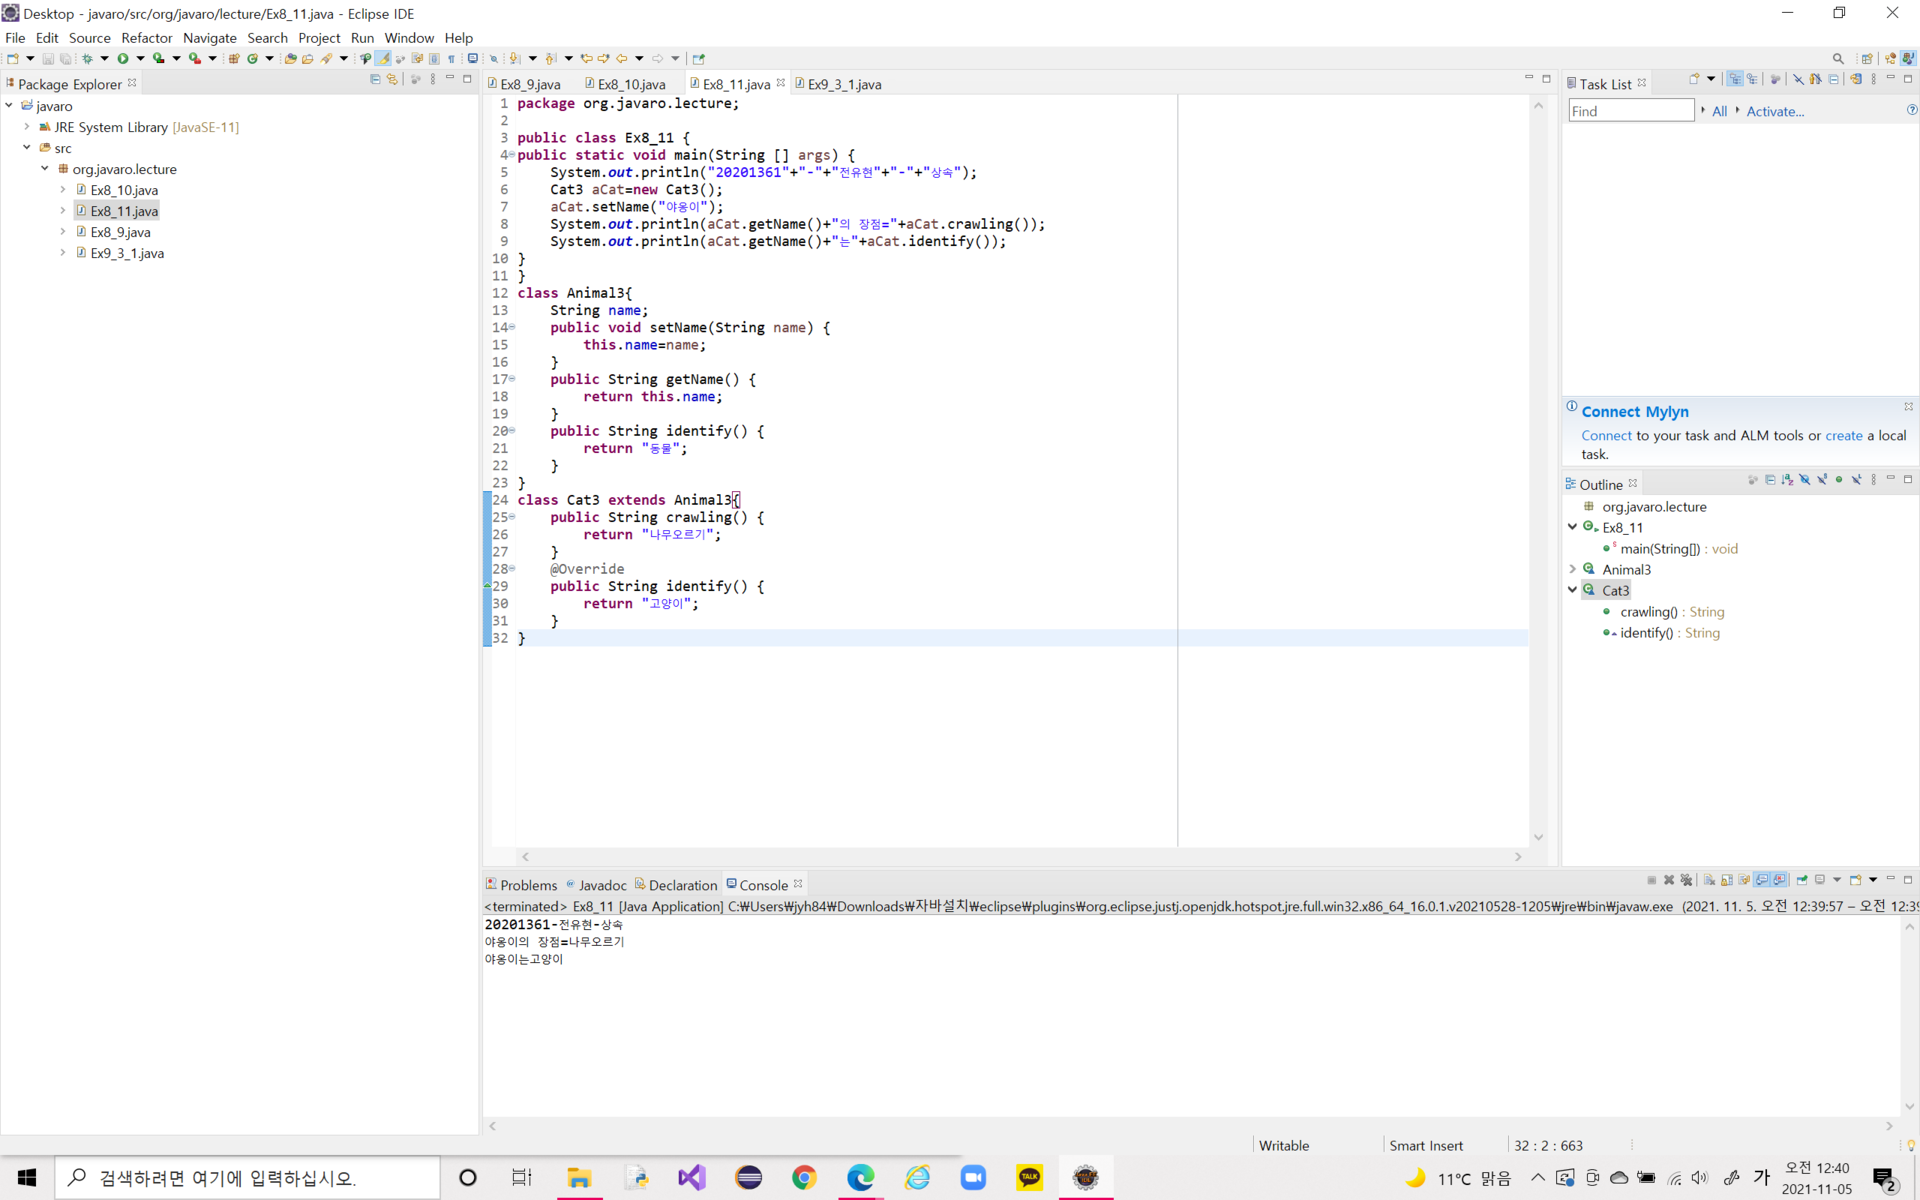 Desktop - javaro/src/org/javaro/lecture/Ex8_11.java - Eclipse IDE
File Edit Source Refactor Navigate Search Project Run Window Help
Package Explorer
javaro
JRE System Library [JavaSE-11]
src
org.javaro.lecture
Ex8_10.java
Ex8_11.java
Ex8_9.java
Ex9_3_1.java
Ex8_9.java Ex8_10.java Ex8_11.java Ex9_3_1.java
1 package org.javaro.lecture;
2
3 public class Ex8_11 {
4 public static void main(String [] args) {
5     System.out.println("20201361"+"-"+"전유현"+"-"+"상속");
6     Cat3 aCat=new Cat3();
7     aCat.setName("야옹이");
8     System.out.println(aCat.getName()+"의 장점="+aCat.crawling());
9     System.out.println(aCat.getName()+"는"+aCat.identify());
10 }
11 }
12 class Animal3{
13     String name;
14     public void setName(String name) {
15         this.name=name;
16     }
17     public String getName() {
18         return this.name;
19     }
20     public String identify() {
21         return "동물";
22     }
23 }
24 class Cat3 extends Animal3{
25     public String crawling() {
26         return "나무오르기";
27     }
28     @Override
29     public String identify() {
30         return "고양이";
31     }
32 }
Task List
Find All Activate...
Connect Mylyn
Connect to your task and ALM tools or create a local
task.
Outline
org.javaro.lecture
Ex8_11
main(String[]) : void
Animal3
Cat3
crawling() : String
identify() : String
Problems Javadoc Declaration Console
<terminated> Ex8_11 [Java Application] C:₩Users₩jyh84₩Downloads₩자바설치₩eclipse₩plugins₩org.eclipse.justj.openjdk.hotspot.jre.full.win32.x86_64_16.0.1.v20210528-1205₩jre₩bin₩javaw.exe (2021. 11. 5. 오전 12:39:57 – 오전 12:39
20201361-전유현-상속
야옹이의 장점=나무오르기
야옹이는고양이
Writable Smart Insert 32 : 2 : 663
검색하려면 여기에 입력하십시오.
TALK
11°C 맑음
가
오전 12:40
2021-11-05
2